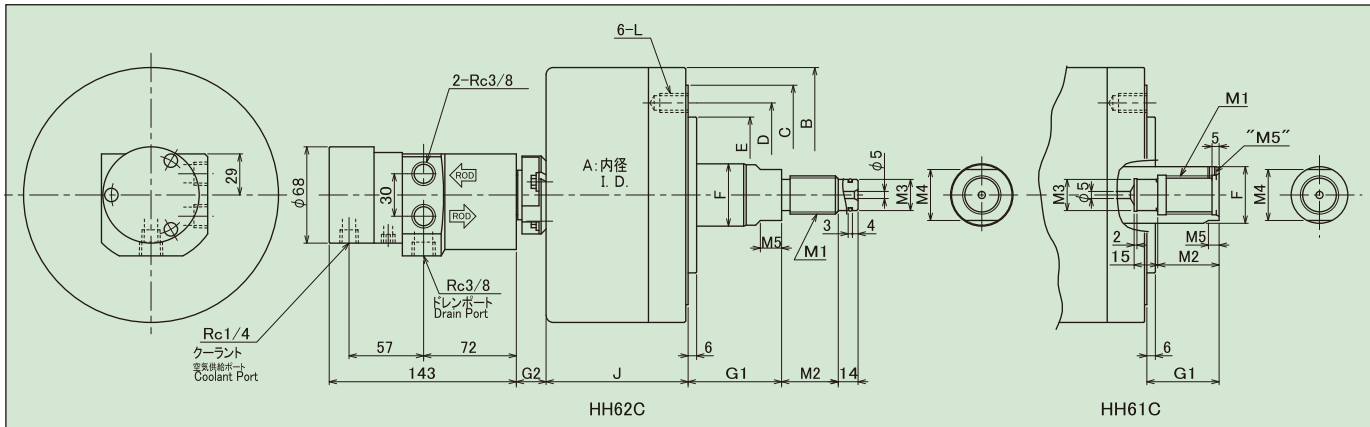 6-L
2-Rc3/8
29
φ68
30
ROD
ROD
A:内径
I. D.
E
D
C
B
F
φ5
M3
M4
3
4
M5
M1
Rc3/8
ドレンポート
Drain Port
Rc1/4
クーラント
空気供給ポート
Coolant Port
57
72
143
G2
J
6
G1
M2
14
HH62C
M1
5
"M5"
M3
φ5
F
M4
2
15
M5
M2
6
G1
HH61C